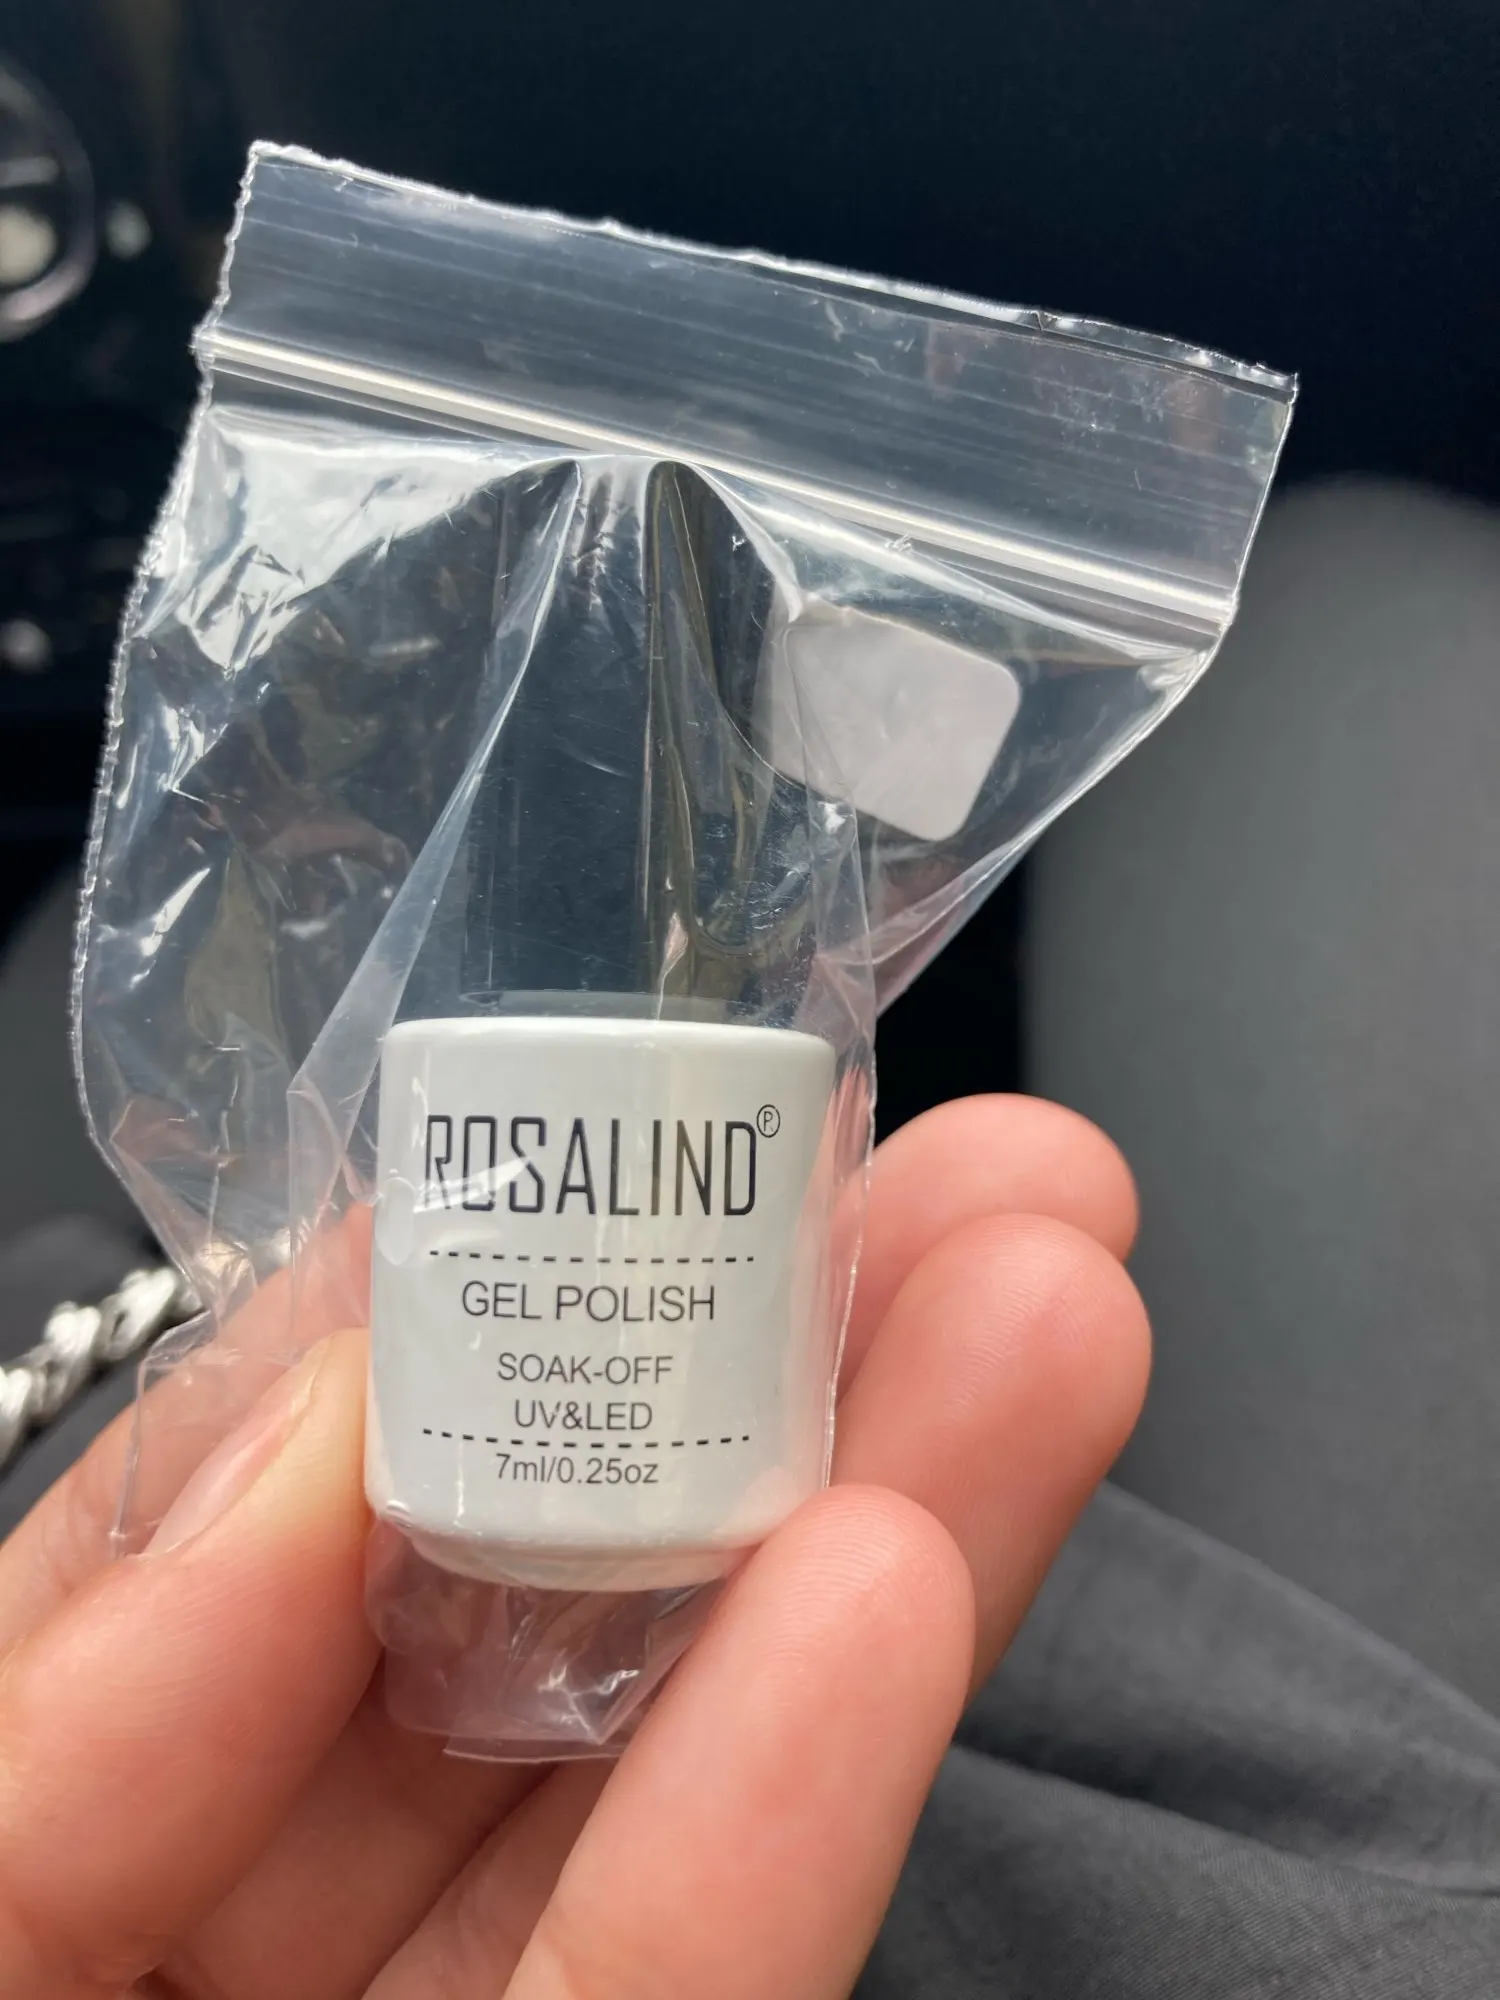 ROSALIND®
GEL POLISH
SOAK-OFF
UV&LED
7ml/0.25oz